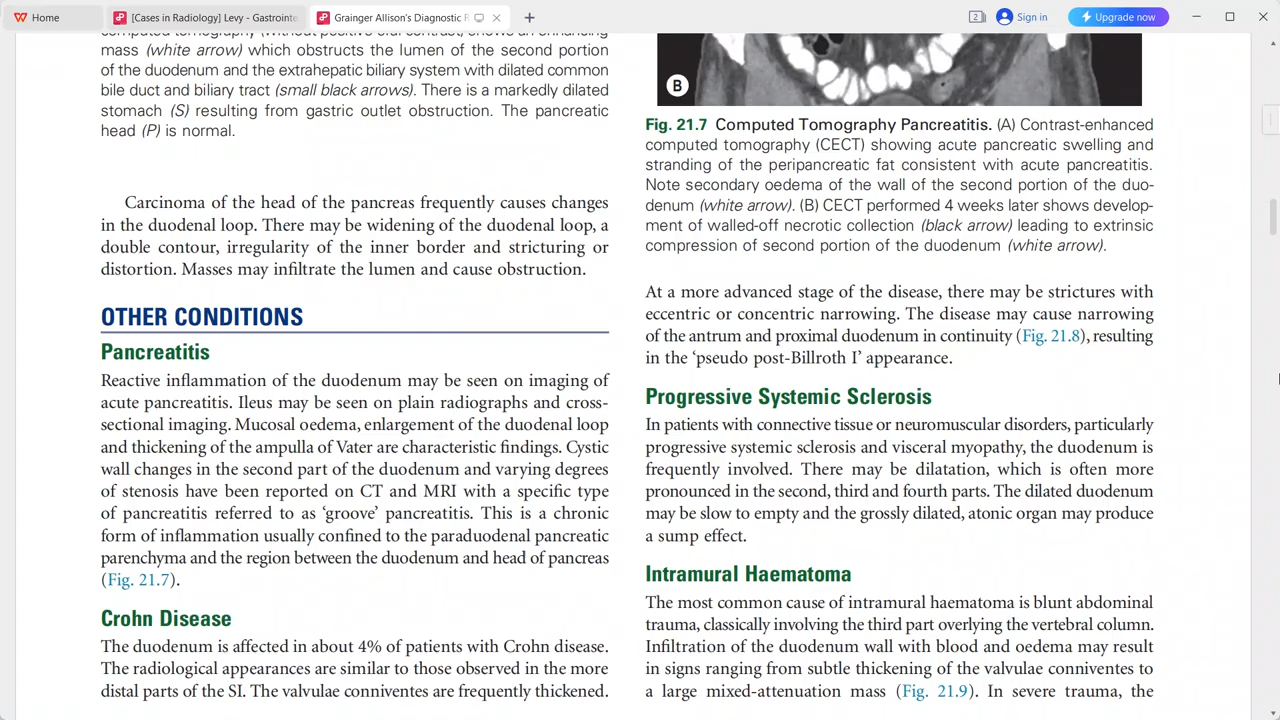 Home
[Cases in Radiology] Levy - Gastrointe
Grainger Allison's Diagnostic R
2
Sign in
Upgrade now
mass (white arrow) which obstructs the lumen of the second portion
of the duodenum and the extrahepatic biliary system with dilated common
bile duct and biliary tract (small black arrows). There is a markedly dilated
stomach (S) resulting from gastric outlet obstruction. The pancreatic
head (P) is normal.
Carcinoma of the head of the pancreas frequently causes changes
in the duodenal loop. There may be widening of the duodenal loop, a
double contour, irregularity of the inner border and stricturing or
distortion. Masses may infiltrate the lumen and cause obstruction.
OTHER CONDITIONS
Pancreatitis
Reactive inflammation of the duodenum may be seen on imaging of
acute pancreatitis. Ileus may be seen on plain radiographs and cross-
sectional imaging. Mucosal oedema, enlargement of the duodenal loop
and thickening of the ampulla of Vater are characteristic findings. Cystic
wall changes in the second part of the duodenum and varying degrees
of stenosis have been reported on CT and MRI with a specific type
of pancreatitis referred to as 'groove' pancreatitis. This is a chronic
form of inflammation usually confined to the paraduodenal pancreatic
parenchyma and the region between the duodenum and head of pancreas
(Fig. 21.7).
Crohn Disease
The duodenum is affected in about 4% of patients with Crohn disease.
The radiological appearances are similar to those observed in the more
distal parts of the SI. The valvulae conniventes are frequently thickened.
B
Fig. 21.7 Computed Tomography Pancreatitis. (A) Contrast-enhanced
computed tomography (CECT) showing acute pancreatic swelling and
stranding of the peripancreatic fat consistent with acute pancreatitis.
Note secondary oedema of the wall of the second portion of the duo-
denum (white arrow). (B) CECT performed 4 weeks later shows develop-
ment of walled-off necrotic collection (black arrow) leading to extrinsic
compression of second portion of the duodenum (white arrow).
At a more advanced stage of the disease, there may be strictures with
eccentric or concentric narrowing. The disease may cause narrowing
of the antrum and proximal duodenum in continuity (Fig. 21.8), resulting
in the 'pseudo post-Billroth I' appearance.
Progressive Systemic Sclerosis
In patients with connective tissue or neuromuscular disorders, particularly
progressive systemic sclerosis and visceral myopathy, the duodenum is
frequently involved. There may be dilatation, which is often more
pronounced in the second, third and fourth parts. The dilated duodenum
may be slow to empty and the grossly dilated, atonic organ may produce
a sump effect.
Intramural Haematoma
The most common cause of intramural haematoma is blunt abdominal
trauma, classically involving the third part overlying the vertebral column.
Infiltration of the duodenum wall with blood and oedema may result
in signs ranging from subtle thickening of the valvulae conniventes to
a large mixed-attenuation mass (Fig. 21.9). In severe trauma, the